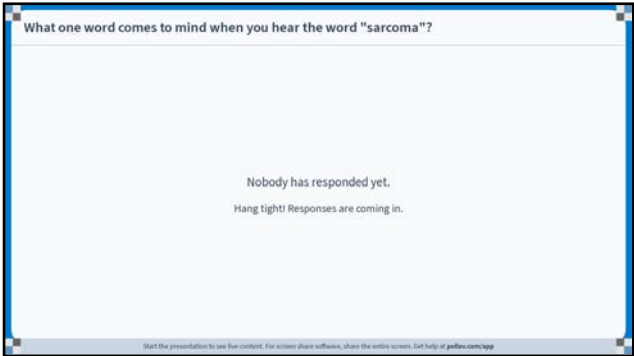 What one word comes to mind when you hear the word "sarcoma"?
Nobody has responded yet.
Hang tight! Responses are coming in.
Start the presentation to see live content. For screen share software, share the entire screen. Get help at pollev.com/app